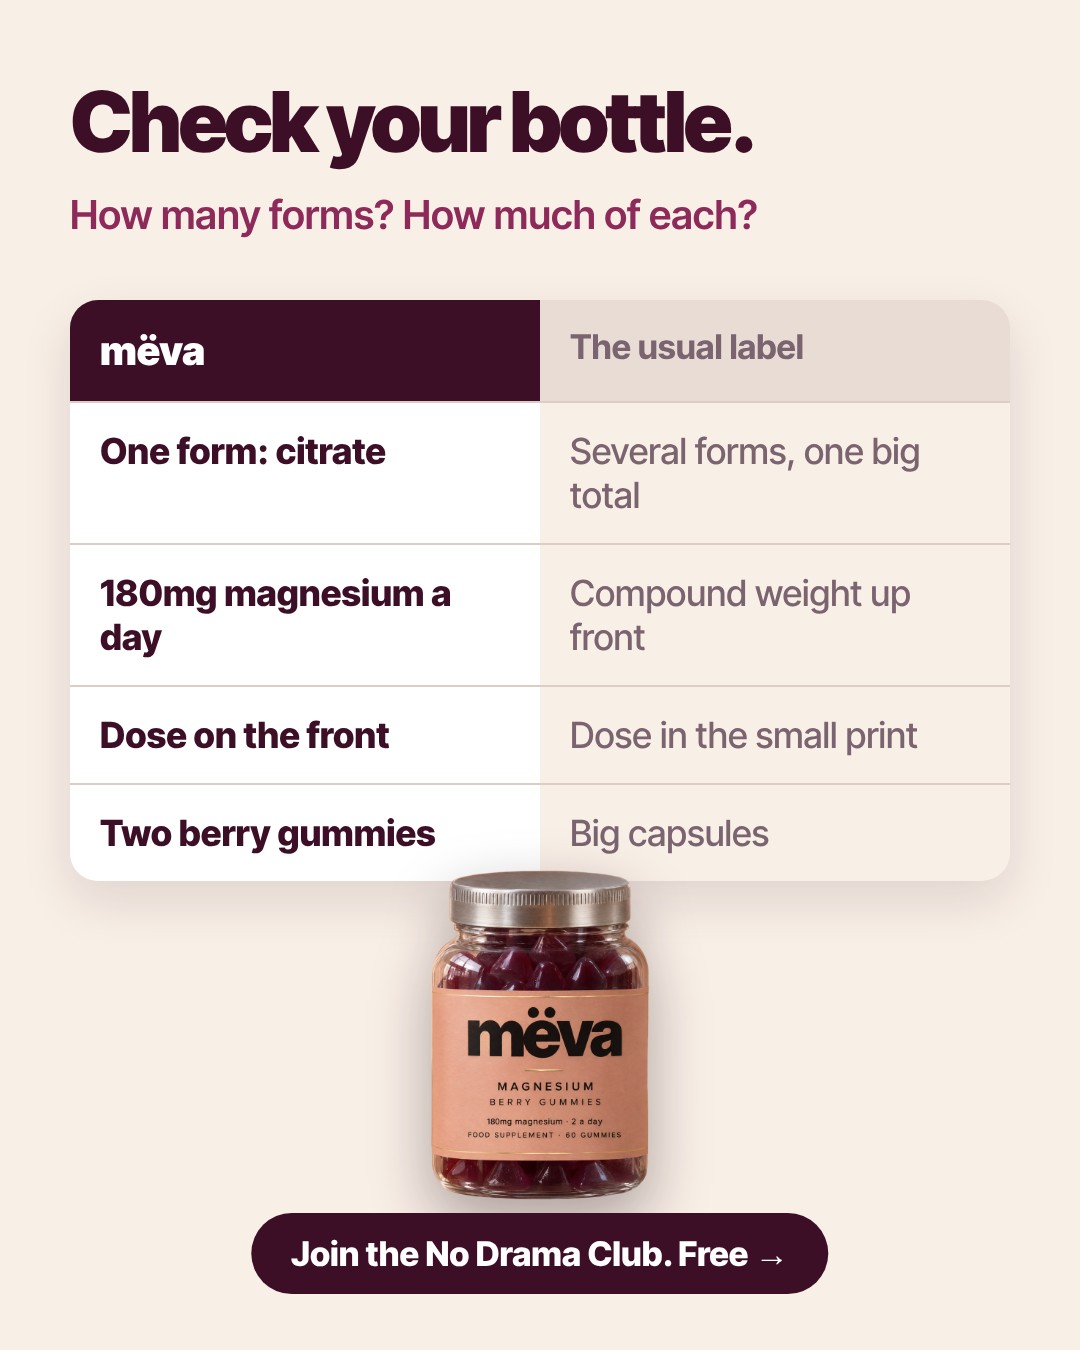 Check your bottle.
How many forms? How much of each?
mëva
The usual label
One form: citrate
Several forms, one big
total
180mg magnesium a
day
Compound weight up
front
Dose on the front
Dose in the small print
Two berry gummies
Big capsules
mëva
MAGNESIUM
BERRY GUMMIES
180mg magnesium · 2 a day
FOOD SUPPLEMENT · 60 GUMMIES
Join the No Drama Club. Free →